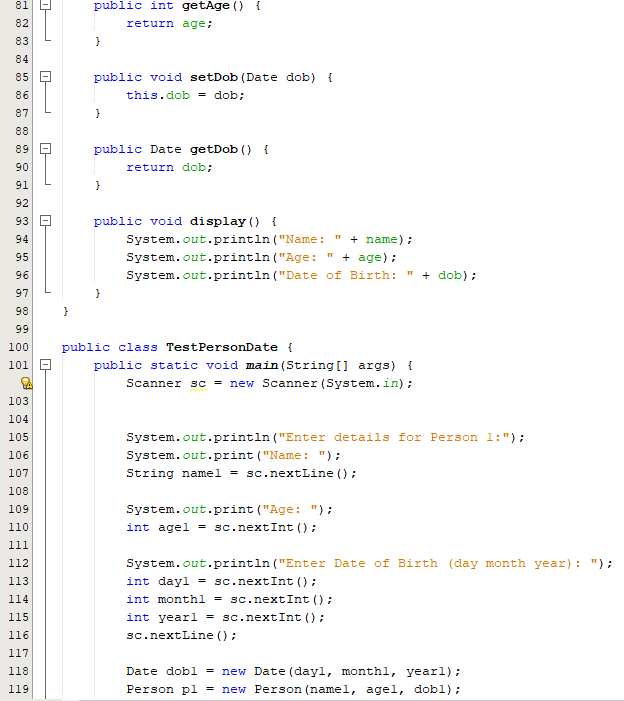 81 public int getAge() {
82 return age;
83 }
84
85 public void setDob(Date dob) {
86 this.dob = dob;
87 }
88
89 public Date getDob() {
90 return dob;
91 }
92
93 public void display() {
94 System.out.println("Name: " + name);
95 System.out.println("Age: " + age);
96 System.out.println("Date of Birth: " + dob);
97 }
98 }
99
100 public class TestPersonDate {
101 public static void main(String[] args) {
Scanner sc = new Scanner(System.in);
103
104
105 System.out.println("Enter details for Person 1:");
106 System.out.print("Name: ");
107 String name1 = sc.nextLine();
108
109 System.out.print("Age: ");
110 int age1 = sc.nextInt();
111
112 System.out.println("Enter Date of Birth (day month year): ");
113 int day1 = sc.nextInt();
114 int month1 = sc.nextInt();
115 int year1 = sc.nextInt();
116 sc.nextLine();
117
118 Date dob1 = new Date(day1, month1, year1);
119 Person p1 = new Person(name1, age1, dob1);